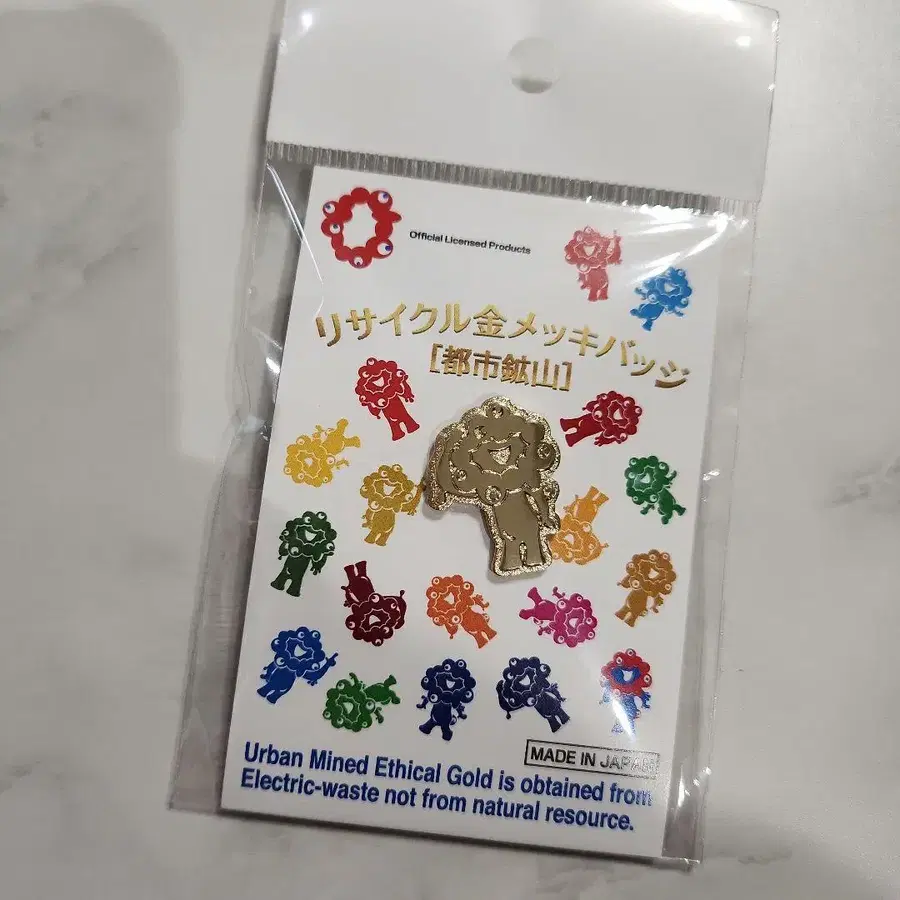 Official Licensed Products
リサイクル金メッキバッジ
[都市鉱山]
MADE IN JAPAN
Urban Mined Ethical Gold is obtained from
Electric-waste not from natural resource.